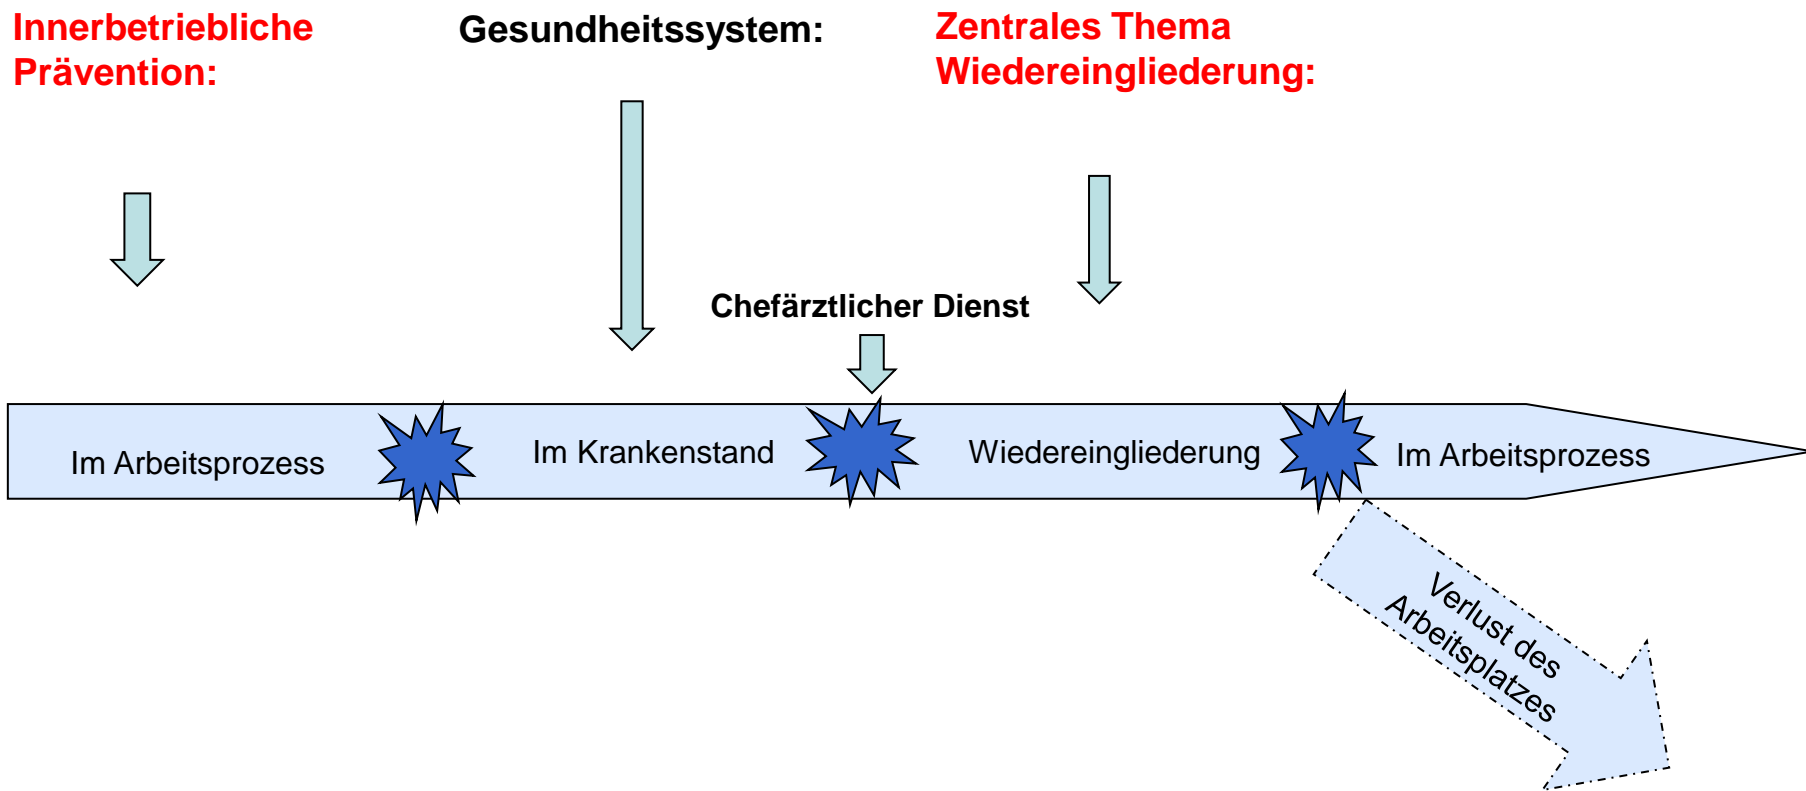 Innerbetriebliche
Prävention:
Gesundheitssystem:
Zentrales Thema
Wiedereingliederung:
Chefärztlicher Dienst
Im Arbeitsprozess
Im Krankenstand
Wiedereingliederung
Im Arbeitsprozess
Verlust des
Arbeitsplatzes